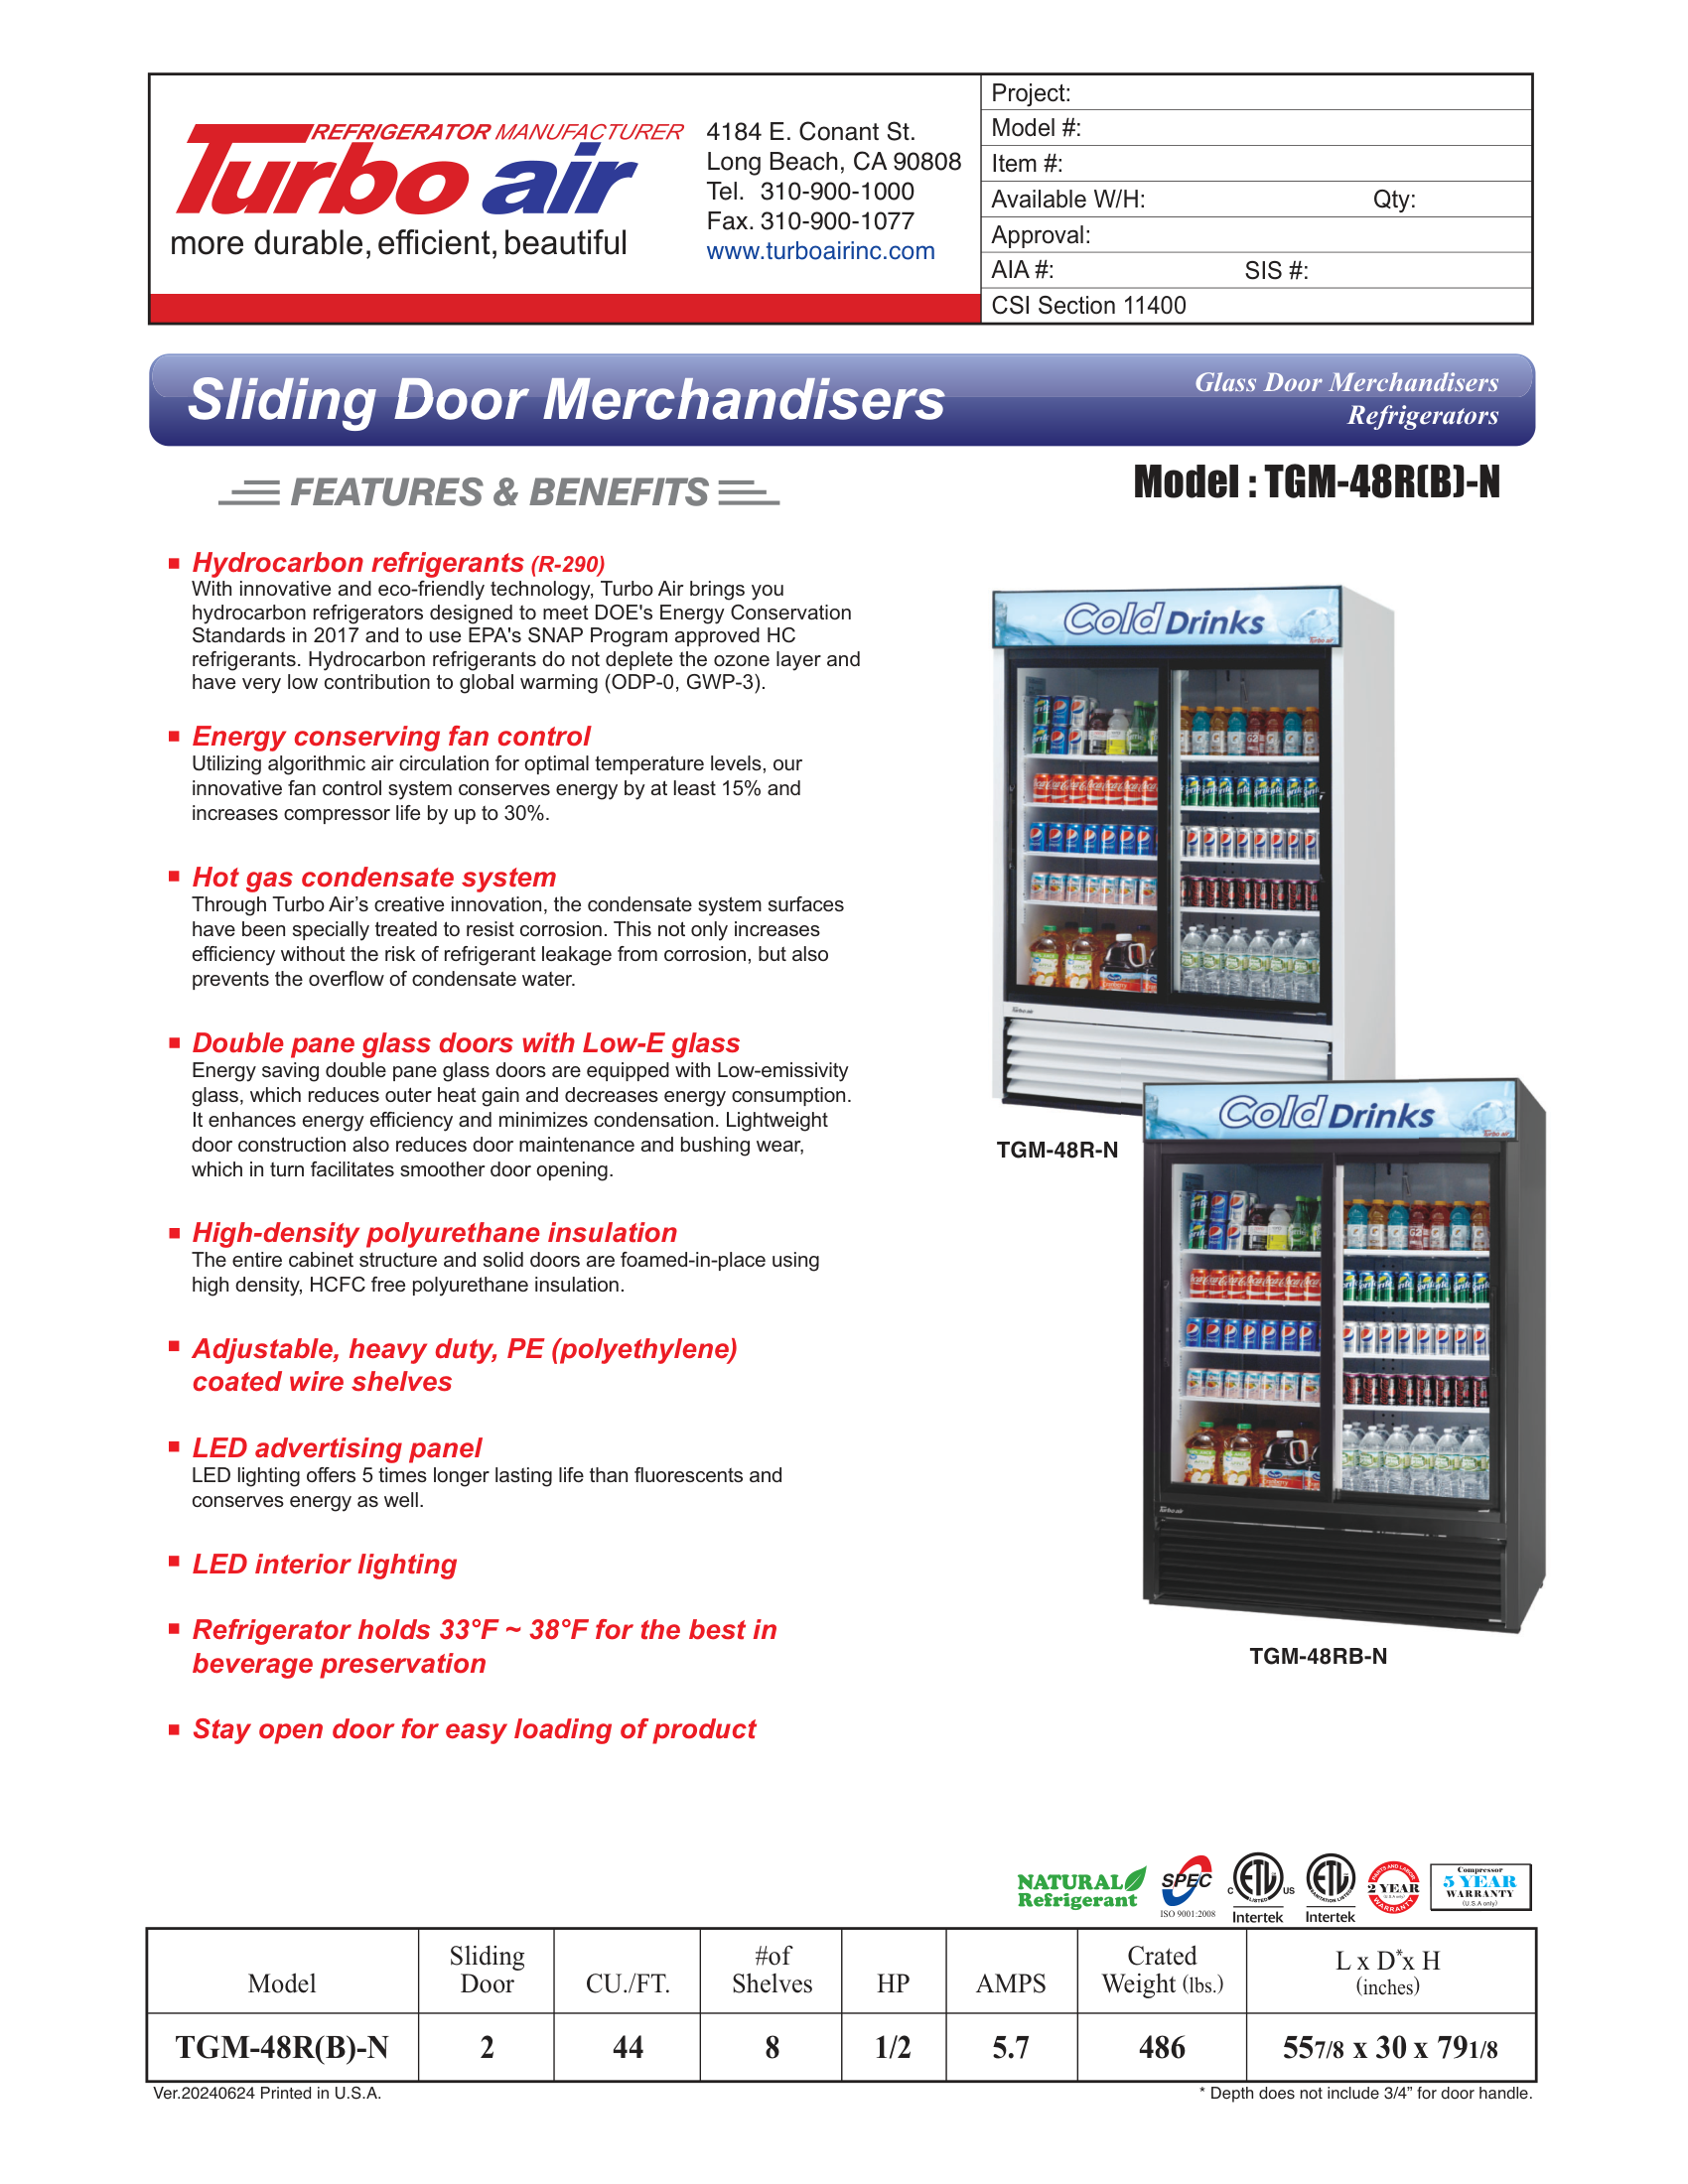 REFRIGERATOR MANUFACTURER
Turbo air
more durable, efficient, beautiful
4184 E. Conant St.
Long Beach, CA 90808
Tel. 310-900-1000
Fax. 310-900-1077
www.turboairinc.com
Project:
Model #:
Item #:
Available W/H: Qty:
Approval:
AIA #: SIS #:
CSI Section 11400
Sliding Door Merchandisers
Glass Door Merchandisers
Refrigerators
FEATURES & BENEFITS
Model : TGM-48R(B)-N
Hydrocarbon refrigerants (R-290)
With innovative and eco-friendly technology, Turbo Air brings you
hydrocarbon refrigerators designed to meet DOE's Energy Conservation
Standards in 2017 and to use EPA's SNAP Program approved HC
refrigerants. Hydrocarbon refrigerants do not deplete the ozone layer and
have very low contribution to global warming (ODP-0, GWP-3).
Energy conserving fan control
Utilizing algorithmic air circulation for optimal temperature levels, our
innovative fan control system conserves energy by at least 15% and
increases compressor life by up to 30%.
Hot gas condensate system
Through Turbo Air’s creative innovation, the condensate system surfaces
have been specially treated to resist corrosion. This not only increases
efficiency without the risk of refrigerant leakage from corrosion, but also
prevents the overflow of condensate water.
Double pane glass doors with Low-E glass
Energy saving double pane glass doors are equipped with Low-emissivity
glass, which reduces outer heat gain and decreases energy consumption.
It enhances energy efficiency and minimizes condensation. Lightweight
door construction also reduces door maintenance and bushing wear,
which in turn facilitates smoother door opening.
High-density polyurethane insulation
The entire cabinet structure and solid doors are foamed-in-place using
high density, HCFC free polyurethane insulation.
Adjustable, heavy duty, PE (polyethylene)
coated wire shelves
LED advertising panel
LED lighting offers 5 times longer lasting life than fluorescents and
conserves energy as well.
LED interior lighting
Refrigerator holds 33°F ~ 38°F for the best in
beverage preservation
Stay open door for easy loading of product
Cold Drinks
Turbo air
TGM-48R-N
Cold Drinks
Turbo air
TGM-48RB-N
NATURAL
Refrigerant
SPEC
ISO 9001:2008
C ETL US
LISTED
Intertek
ETL
SANITATION LISTED
Intertek
PARTS AND LABOR
2 YEAR
(U.S.A only)
WARRANTY
Compressor
5 YEAR
WARRANTY
(U.S.A only)
Model Sliding Door CU./FT. #of Shelves HP AMPS Crated Weight (lbs.) L x D* x H (inches)
TGM-48R(B)-N 2 44 8 1/2 5.7 486 557/8 x 30 x 791/8
Ver.20240624 Printed in U.S.A.
* Depth does not include 3/4” for door handle.